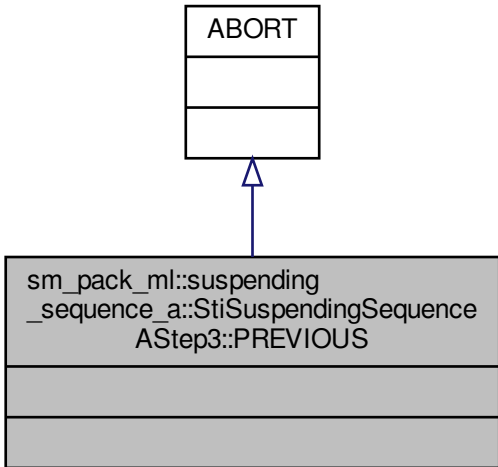 ABORT
sm_pack_ml::suspending
_sequence_a::StiSuspendingSequence
AStep3::PREVIOUS